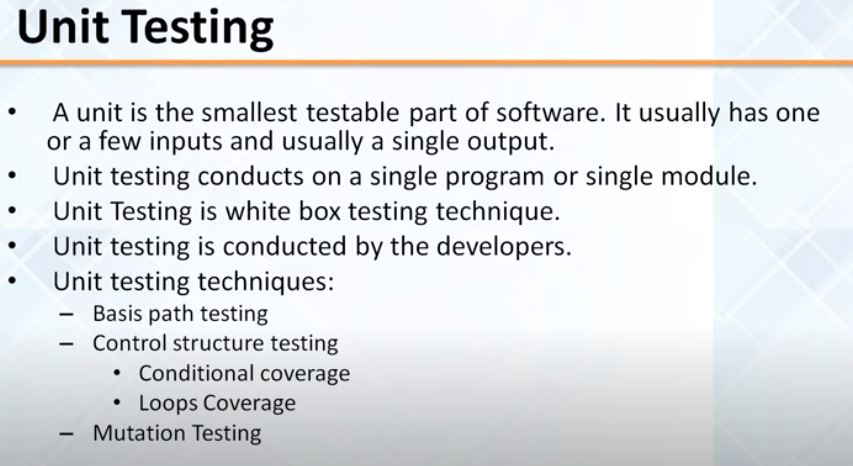 Unit Testing
• A unit is the smallest testable part of software. It usually has one
or a few inputs and usually a single output.
• Unit testing conducts on a single program or single module.
• Unit Testing is white box testing technique.
• Unit testing is conducted by the developers.
• Unit testing techniques:
– Basis path testing
– Control structure testing
• Conditional coverage
• Loops Coverage
– Mutation Testing